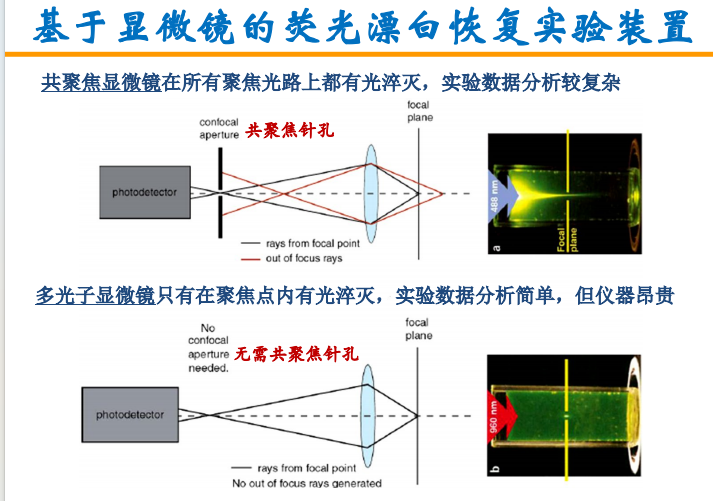 基于显微镜的荧光漂白恢复实验装置
共聚焦显微镜在所有聚焦光路上都有光淬灭，实验数据分析较复杂
focal
plane
confocal
aperture
共聚焦针孔
photodetector
rays from focal point
out of focus rays
488 nm
Focal
plane
a
多光子显微镜只有在聚焦点内有光淬灭，实验数据分析简单，但仪器昂贵
focal
plane
No
confocal
aperture
needed.
无需共聚焦针孔
photodetector
rays from focal point
No out of focus rays generated
960 nm
b